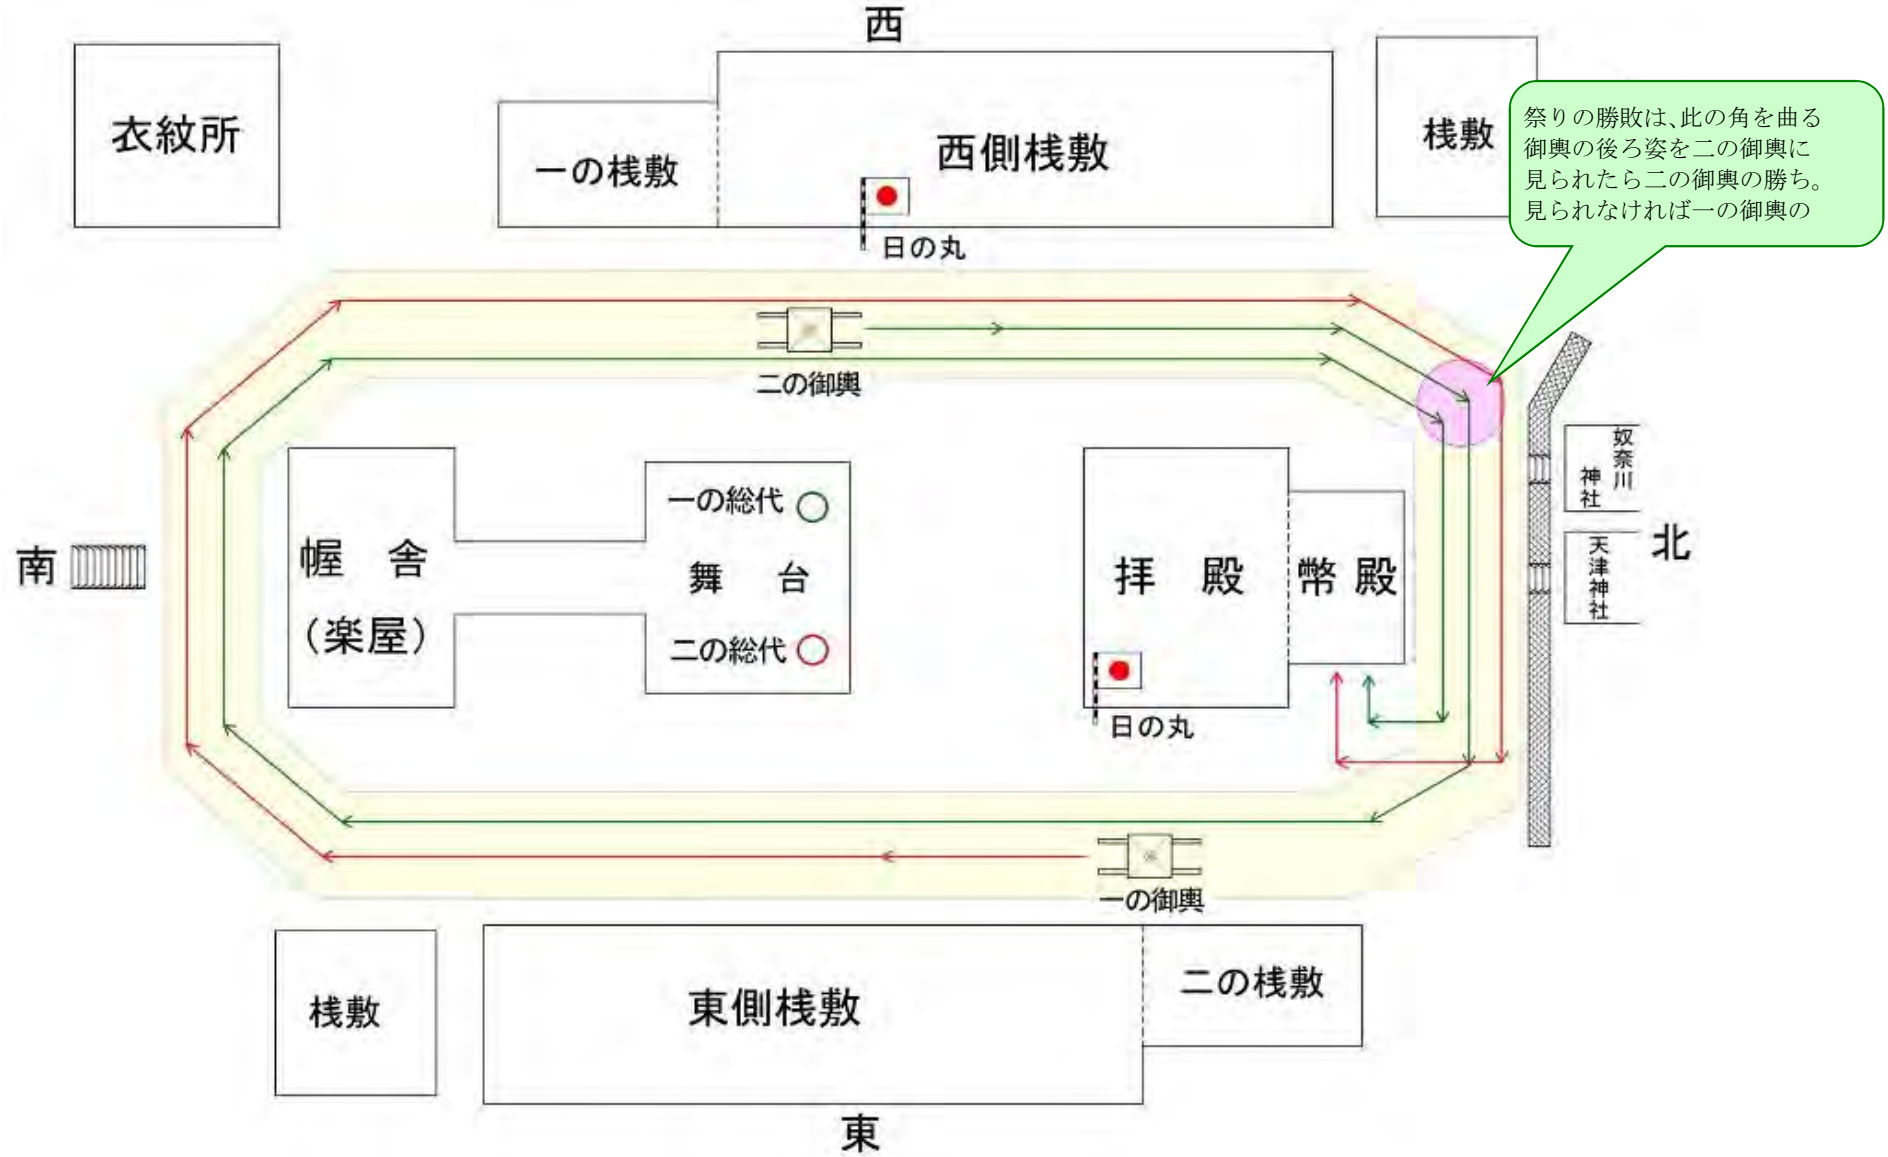 西
衣紋所
一の桟敷
西側桟敷
日の丸
桟敷
祭りの勝敗は、此の角を曲る
御輿の後ろ姿を二の御輿に
見られたら二の御輿の勝ち。
見られなければ一の御輿の
二の御輿
南
幄　舎
（楽屋）
一の総代
舞　台
二の総代
拝　殿
幣殿
日の丸
奴奈川
神社
天津神社
北
一の御輿
桟敷
東側桟敷
二の桟敷
東